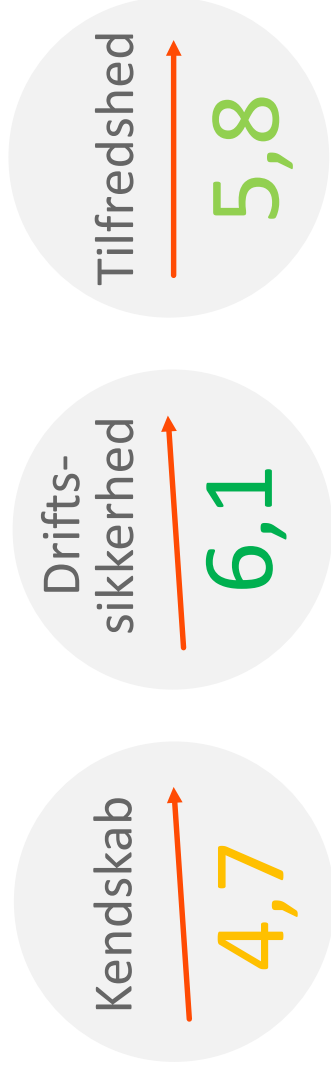 Kendskab
4,7
Drifts-
sikkerhed
6,1
Tilfredshed
5,8